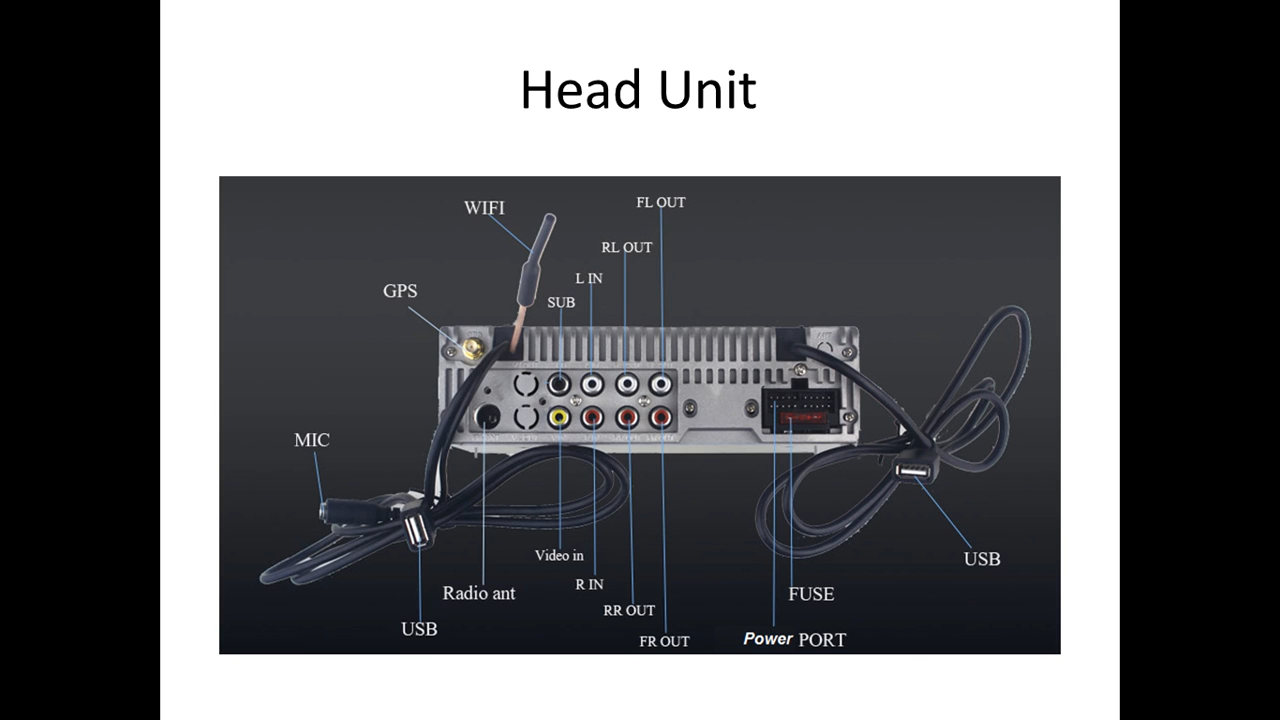 Head Unit
WIFI
FL OUT
RL OUT
L IN
GPS
SUB
MIC
Video in
USB
R IN
Radio ant
FUSE
RR OUT
USB
FR OUT
Power PORT